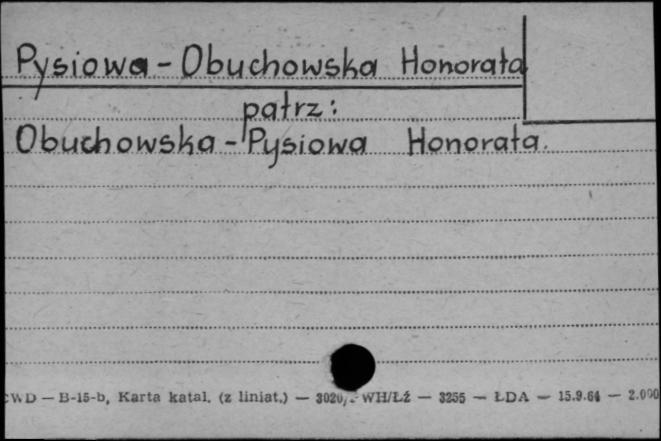 Pysiowa - Obuchowska Honorata
patrz:
Obuchowska - Pysiowa Honorata.
CWD — B-15-b, Karta katal. (z liniat.) — WH/Łź — 3255 — ŁDA — 15.9.64 — 2.000